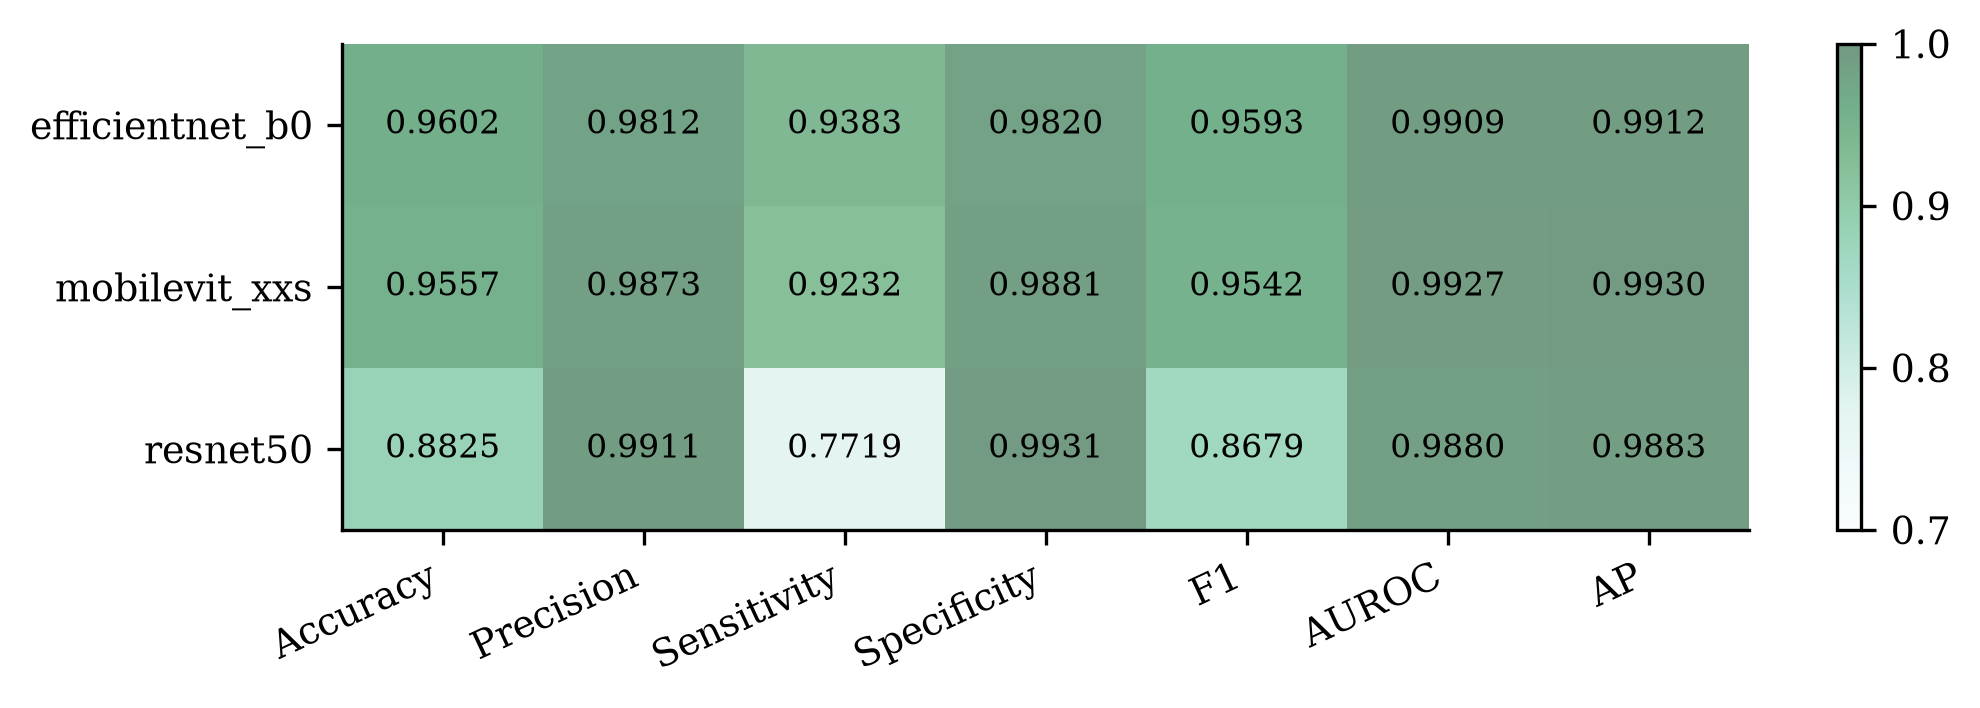 efficientnet_b0 0.9602 0.9812 0.9383 0.9820 0.9593 0.9909 0.9912
mobilevit_xxs 0.9557 0.9873 0.9232 0.9881 0.9542 0.9927 0.9930
resnet50 0.8825 0.9911 0.7719 0.9931 0.8679 0.9880 0.9883
Accuracy Precision Sensitivity Specificity F1 AUROC AP
1.0
0.9
0.8
0.7